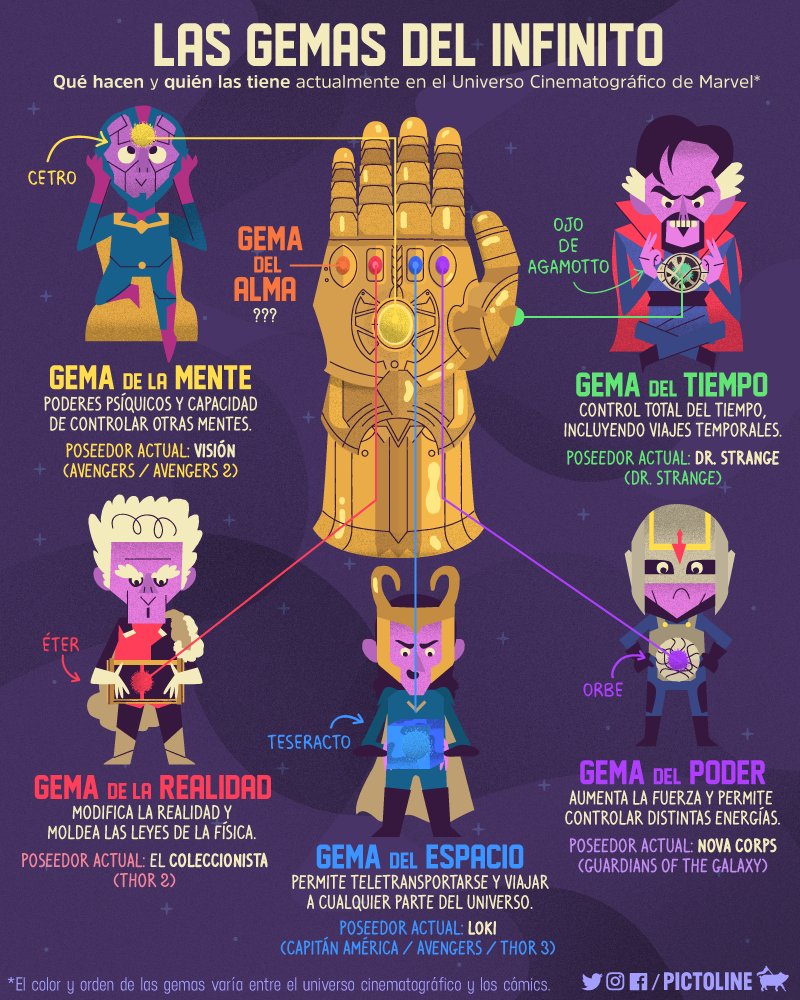 LAS GEMAS DEL INFINITO
Qué hacen y quién las tiene actualmente en el Universo Cinematográfico de Marvel*
CETRO
GEMA
DEL
ALMA
???
OJO
DE
AGAMOTTO
GEMA DE LA MENTE
PODERES PSÍQUICOS Y CAPACIDAD
DE CONTROLAR OTRAS MENTES.
POSEEDOR ACTUAL: VISIÓN
(AVENGERS / AVENGERS 2)
GEMA DEL TIEMPO
CONTROL TOTAL DEL TIEMPO,
INCLUYENDO VIAJES TEMPORALES.
POSEEDOR ACTUAL: DR. STRANGE
(DR. STRANGE)
ÉTER
TESERACTO
ORBE
GEMA DE LA REALIDAD
MODIFICA LA REALIDAD Y
MOLDEA LAS LEYES DE LA FÍSICA.
POSEEDOR ACTUAL: EL COLECCIONISTA
(THOR 2)
GEMA DEL ESPACIO
PERMITE TELETRANSPORTARSE Y VIAJAR
A CUALQUIER PARTE DEL UNIVERSO.
POSEEDOR ACTUAL: LOKI
(CAPITÁN AMÉRICA / AVENGERS / THOR 3)
GEMA DEL PODER
AUMENTA LA FUERZA Y PERMITE
CONTROLAR DISTINTAS ENERGÍAS.
POSEEDOR ACTUAL: NOVA CORPS
(GUARDIANS OF THE GALAXY)
*El color y orden de las gemas varía entre el universo cinematográfico y los cómics.
/ PICTOLINE